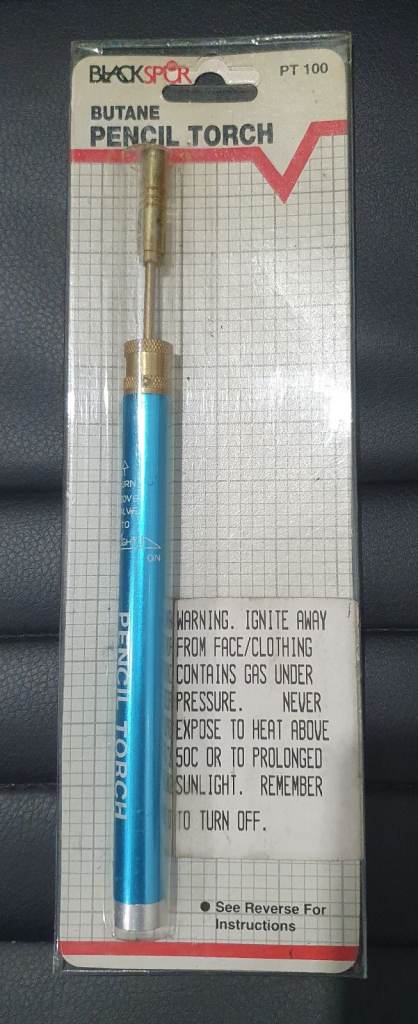 BLACKSPUR
PT 100
BUTANE
PENCIL TORCH
ON
PENCIL TORCH
WARNING. IGNITE AWAY
FROM FACE/CLOTHING
CONTAINS GAS UNDER
PRESSURE. NEVER
EXPOSE TO HEAT ABOVE
50C OR TO PROLONGED
SUNLIGHT. REMEMBER
TO TURN OFF.
● See Reverse For
Instructions